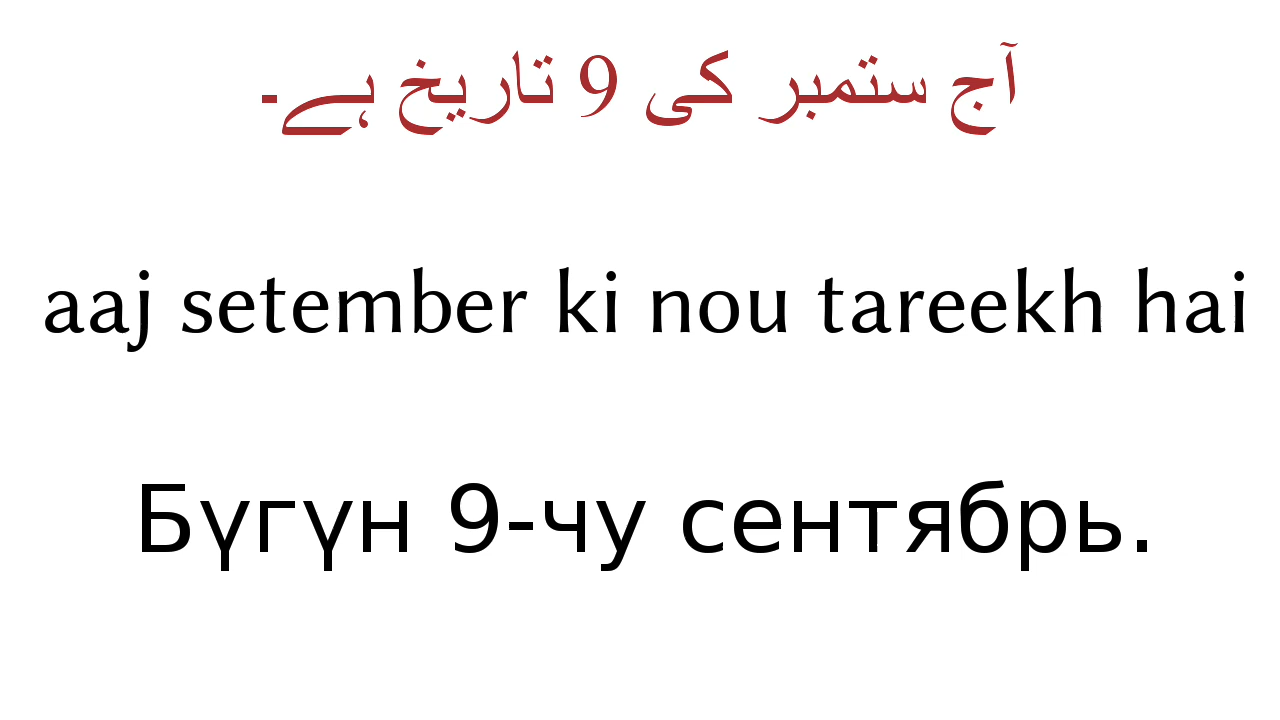 آج ستمبر کی 9 تاریخ ہے۔
aaj setember ki nou tareekh hai
Бүгүн 9-чу сентябрь.